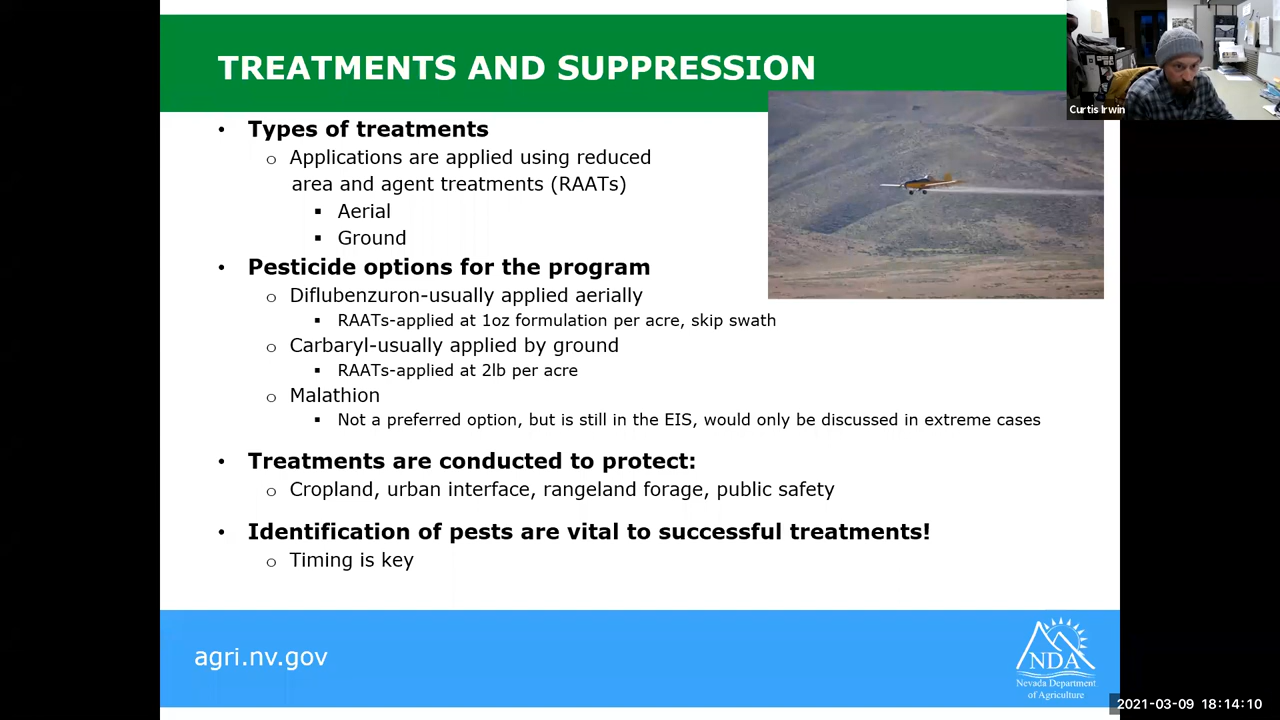 TREATMENTS AND SUPPRESSION
Curtis Irwin
• Types of treatments
o Applications are applied using reduced
area and agent treatments (RAATs)
▪ Aerial
▪ Ground
• Pesticide options for the program
o Diflubenzuron-usually applied aerially
▪ RAATs-applied at 1oz formulation per acre, skip swath
o Carbaryl-usually applied by ground
▪ RAATs-applied at 2lb per acre
o Malathion
▪ Not a preferred option, but is still in the EIS, would only be discussed in extreme cases
• Treatments are conducted to protect:
o Cropland, urban interface, rangeland forage, public safety
• Identification of pests are vital to successful treatments!
o Timing is key
agri.nv.gov
NDA
Nevada Department
of Agriculture
2021-03-09 18:14:10